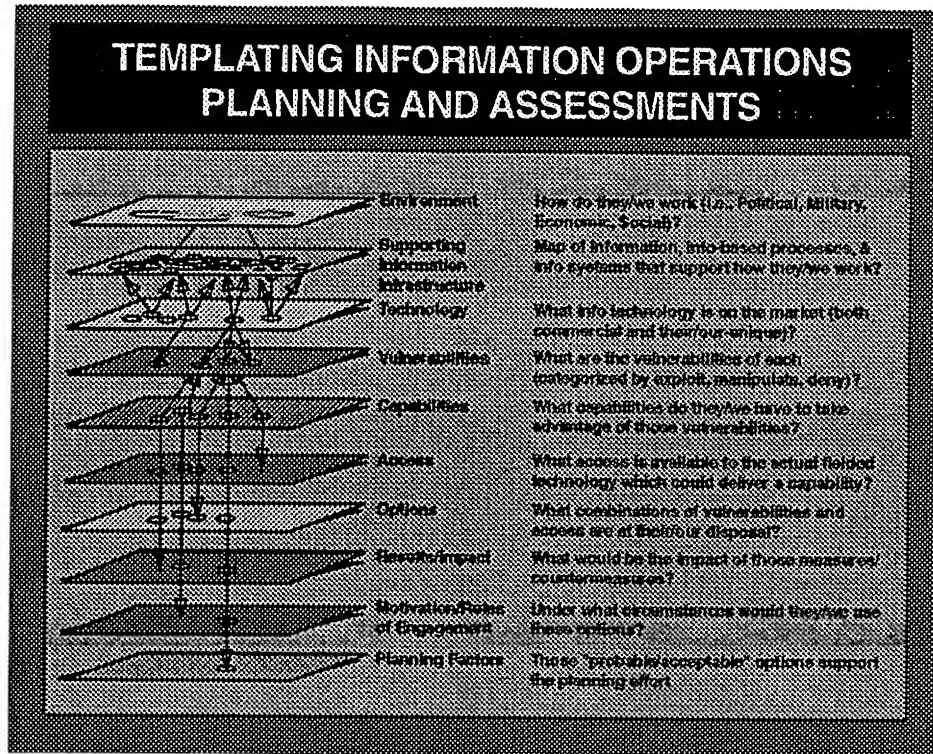 TEMPLATING INFORMATION OPERATIONS
PLANNING AND ASSESSMENTS
Environment
How do they/we work (i.e., Political, Military,
Economic, Social)?
Supporting
Information
Infrastructure
Map of information, info-based processes, &
info systems that support how they/we work?
Technology
What info technology is on the market (both
commercial and their/our unique)?
Vulnerabilities
What are the vulnerabilities of each
(categorized by exploit, manipulate, deny)?
Capabilities
What capabilities do they/we have to take
advantage of those vulnerabilities?
Access
What access is available to the actual fielded
technology which could deliver a capability?
Options
What combinations of vulnerabilities and
access are at their/our disposal?
Results/Impact
What would be the impact of those measures/
countermeasures?
Motivation/Rules
of Engagement
Under what circumstances would they/we use
these options?
Planning Factors
Those "probable/acceptable" options support
the planning effort